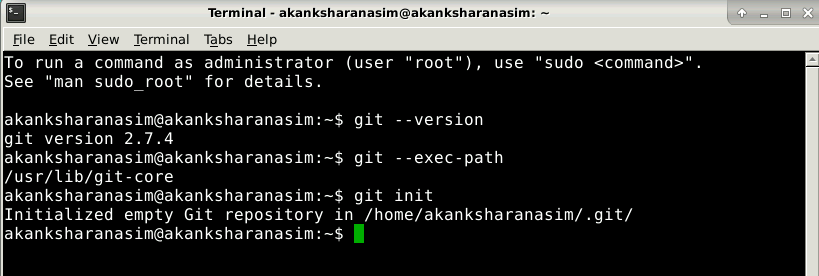 Terminal - akanksharanasim@akanksharanasim: ~
File Edit View Terminal Tabs Help
To run a command as administrator (user "root"), use "sudo <command>".
See "man sudo_root" for details.
akanksharanasim@akanksharanasim:~$ git --version
git version 2.7.4
akanksharanasim@akanksharanasim:~$ git --exec-path
/usr/lib/git-core
akanksharanasim@akanksharanasim:~$ git init
Initialized empty Git repository in /home/akanksharanasim/.git/
akanksharanasim@akanksharanasim:~$